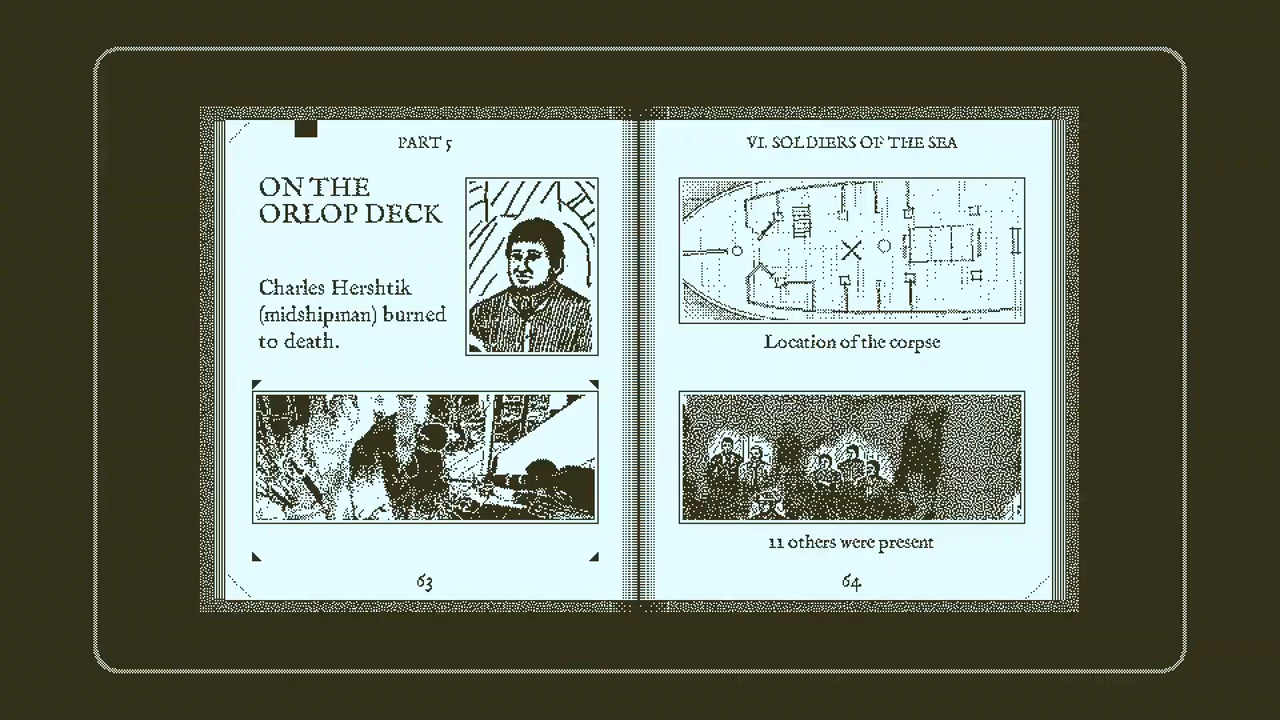 PART 5
ON THE
ORLOP DECK
Charles Hershtik
(midshipman) burned
to death.
63
VI. SOLDIERS OF THE SEA
Location of the corpse
11 others were present
64